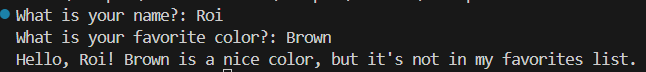 What is your name?: Roi
What is your favorite color?: Brown
Hello, Roi! Brown is a nice color, but it's not in my favorites list.